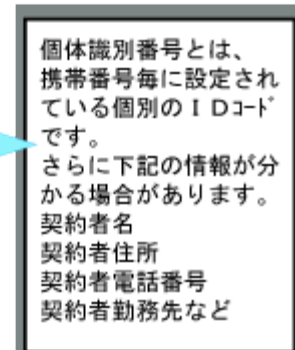 個体識別番号とは、
携帯番号毎に設定され
ている個別のＩＤｺｰﾄﾞ
です。
さらに下記の情報が分
かる場合があります。
契約者名
契約者住所
契約者電話番号
契約者勤務先など